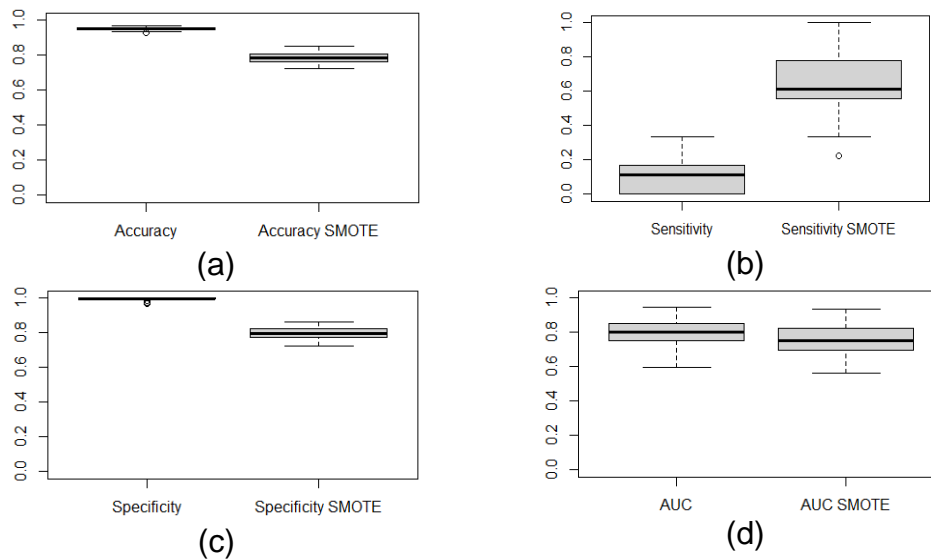 0.0 0.2 0.4 0.6 0.8 1.0
Accuracy Accuracy SMOTE
(a)
0.0 0.2 0.4 0.6 0.8 1.0
Sensitivity Sensitivity SMOTE
(b)
0.0 0.2 0.4 0.6 0.8 1.0
Specificity Specificity SMOTE
(c)
0.0 0.2 0.4 0.6 0.8 1.0
AUC AUC SMOTE
(d)